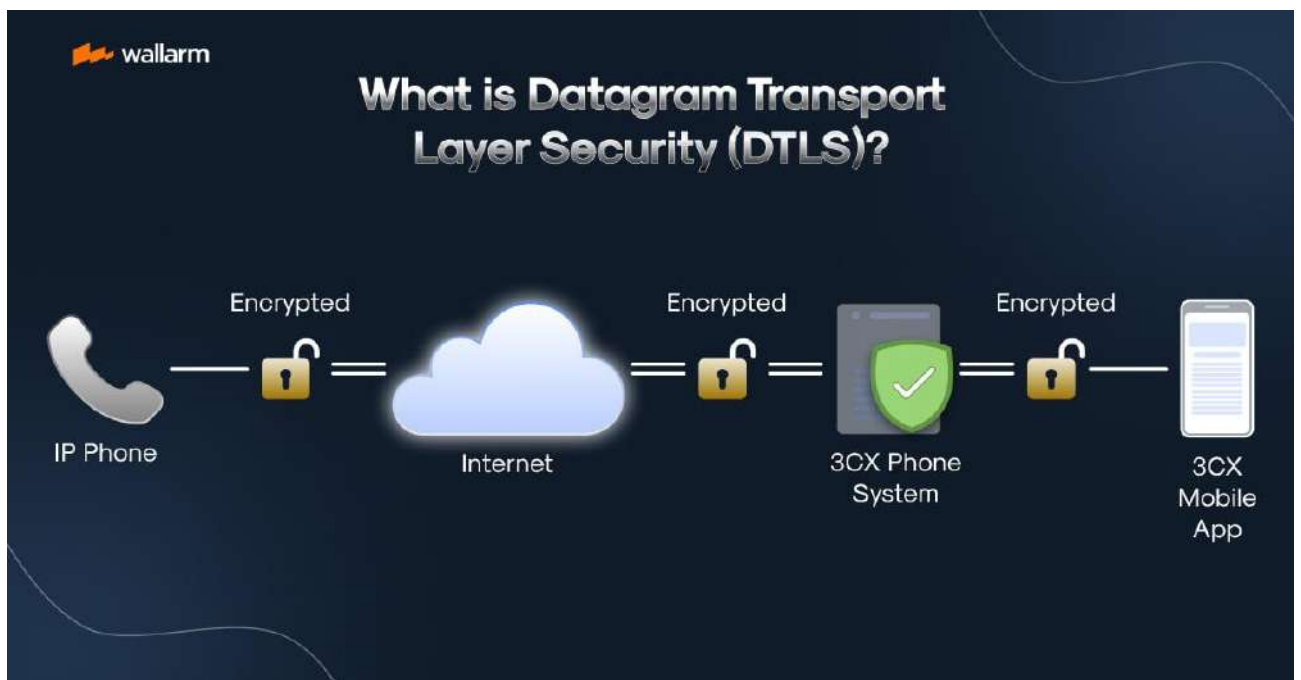 wallarm
What is Datagram Transport
Layer Security (DTLS)?
Encrypted
Encrypted
Encrypted
IP Phone
Internet
3CX Phone
System
3CX
Mobile
App